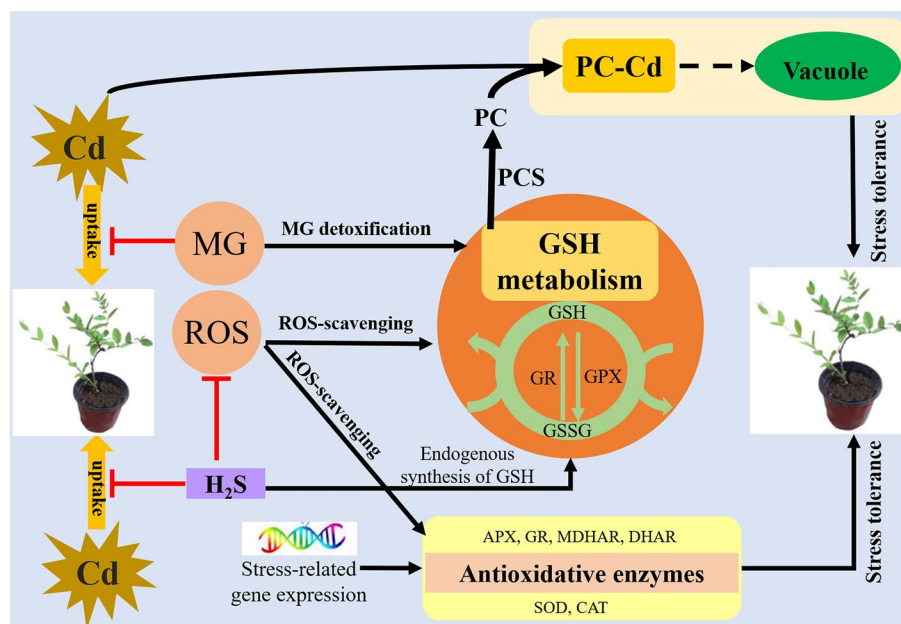 PC-Cd
Vacuole
Cd
PC
PCS
uptake
MG
MG detoxification
GSH
metabolism
Stress tolerance
ROS
ROS-scavenging
ROS-scavenging
GSH
GR
GPX
GSSG
Endogenous
synthesis of GSH
H₂S
uptake
Cd
Stress-related
gene expression
APX, GR, MDHAR, DHAR
Antioxidative enzymes
SOD, CAT
Stress tolerance